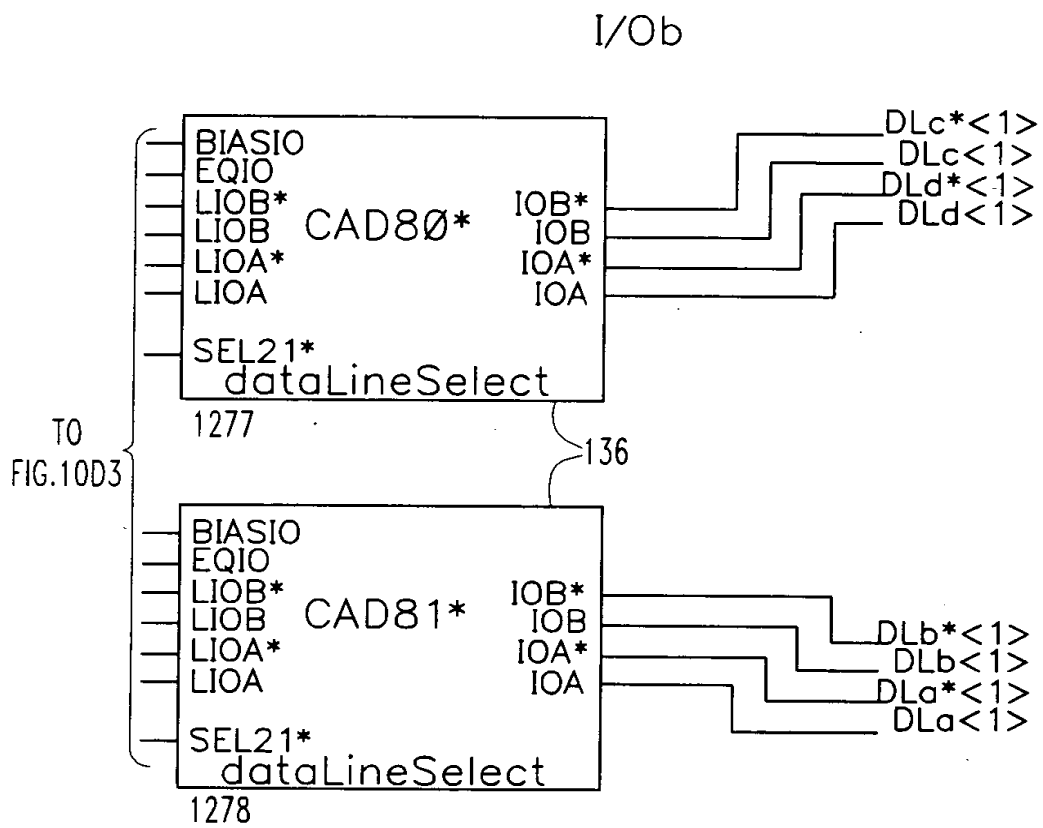 I/Ob
BIASIO
EQIO
LIOB*
LIOB
LIOA*
LIOA
SEL21*
CAD80*
dataLineSelect
IOB*
IOB
IOA*
IOA
DLc*<1>
DLc<1>
DLd*<1>
DLd<1>
1277
TO
FIG.10D3
136
BIASIO
EQIO
LIOB*
LIOB
LIOA*
LIOA
SEL21*
CAD81*
dataLineSelect
IOB*
IOB
IOA*
IOA
DLb*<1>
DLb<1>
DLa*<1>
DLa<1>
1278